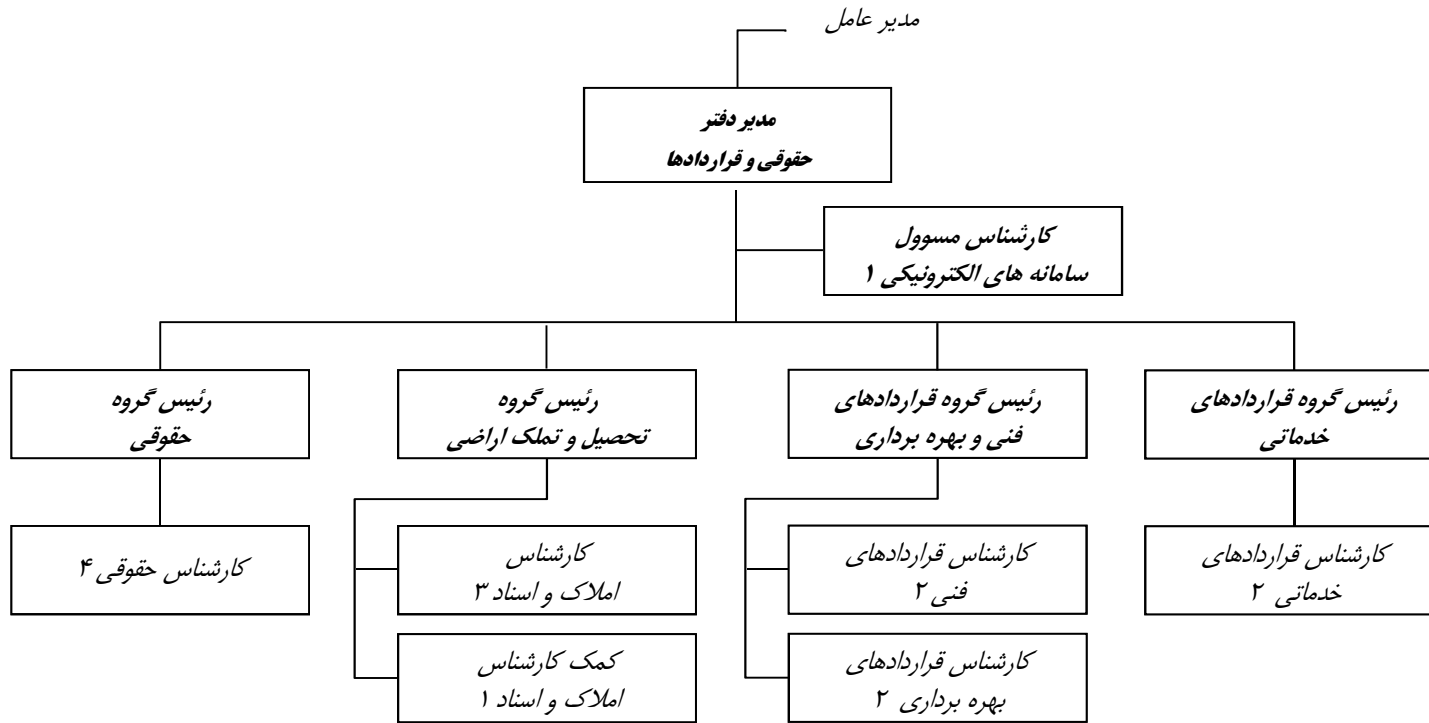 مدیر عامل
مدیر دفتر
حقوقی و قراردادها
کارشناس مسوول
سامانه های الکترونیکی ۱
رئیس گروه قراردادهای
خدماتی
رئیس گروه قراردادهای
فنی و بهره برداری
رئیس گروه
تحصیل و تملک اراضی
رئیس گروه
حقوقی
کارشناس قراردادهای
خدماتی ۲
کارشناس قراردادهای
فنی ۲
کارشناس
املاک و اسناد ۳
کارشناس حقوقی ۴
کارشناس قراردادهای
بهره برداری ۲
کمک کارشناس
املاک و اسناد ۱